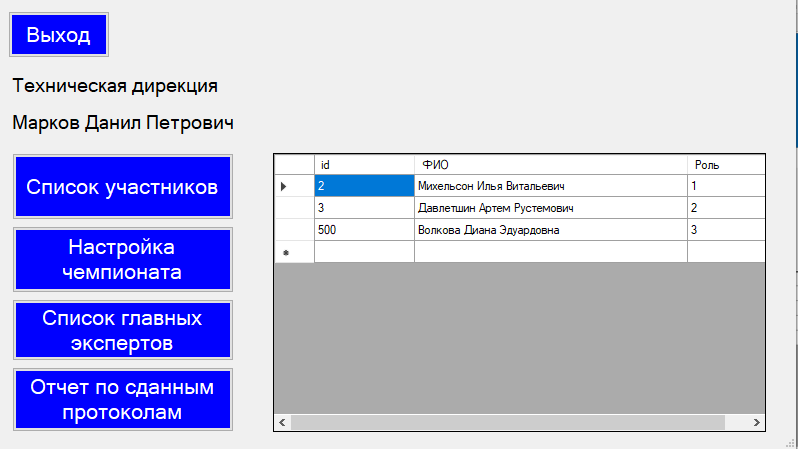 Выход
Техническая дирекция
Марков Данил Петрович
Список участников
Настройка
чемпионата
Список главных
экспертов
Отчет по сданным
протоколам
id ФИО Роль
2 Михельсон Илья Витальевич 1
3 Давлетшин Артем Рустемович 2
500 Волкова Диана Эдуардовна 3